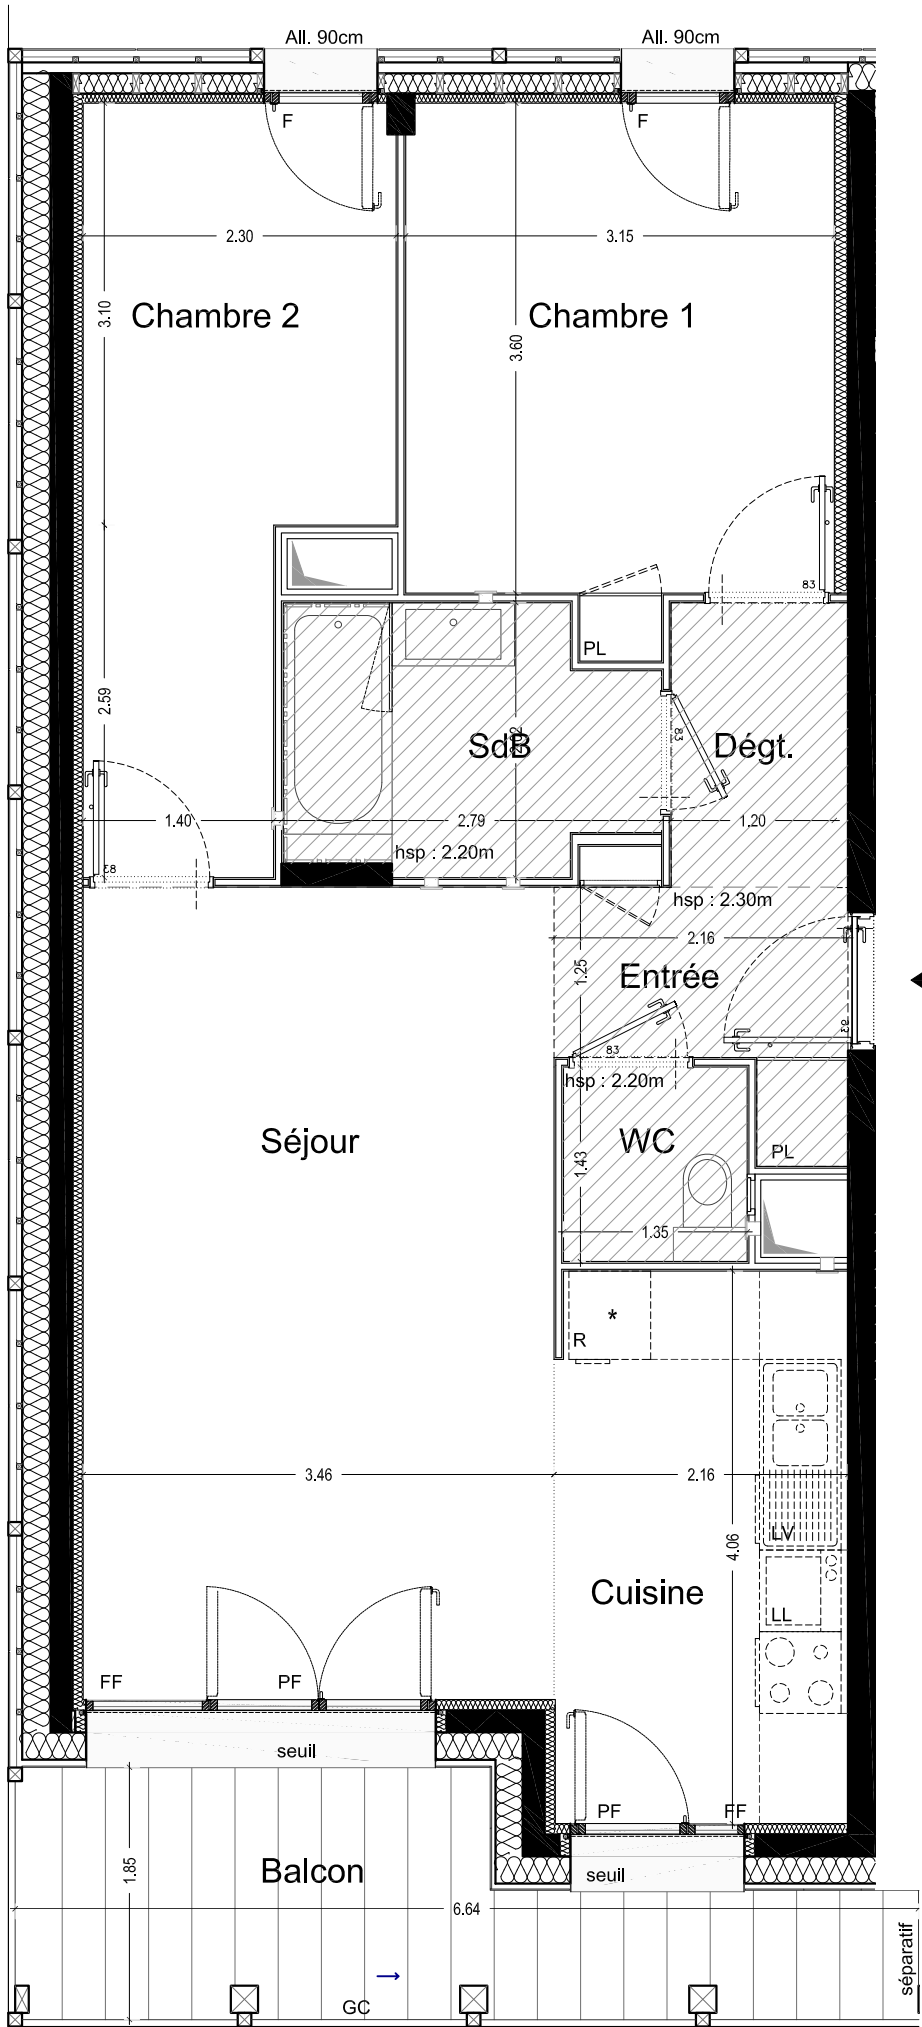 All. 90cm
All. 90cm
F
F
2.30
3.15
3.10
Chambre 2
Chambre 1
3.60
83
PL
2.59
SdB
83
Dégt.
1.40
2.79
1.20
83
hsp : 2.20m
hsp : 2.30m
2.16
1.25
Entrée
83
83
hsp : 2.20m
Séjour
WC
1.43
PL
1.35
*
R
3.46
2.16
LV
4.06
Cuisine
LL
FF
PF
seuil
PF
FF
seuil
1.85
Balcon
6.64
séparatif
→
GC